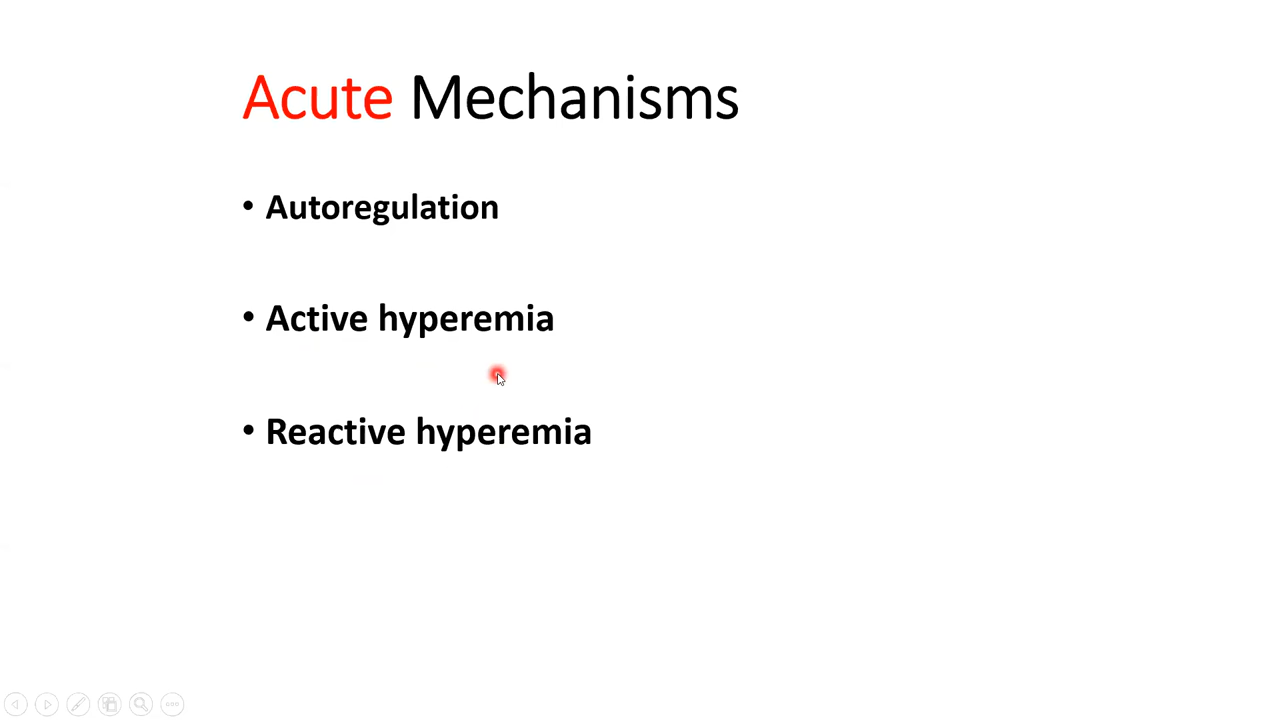 Acute Mechanisms
• Autoregulation
• Active hyperemia
• Reactive hyperemia